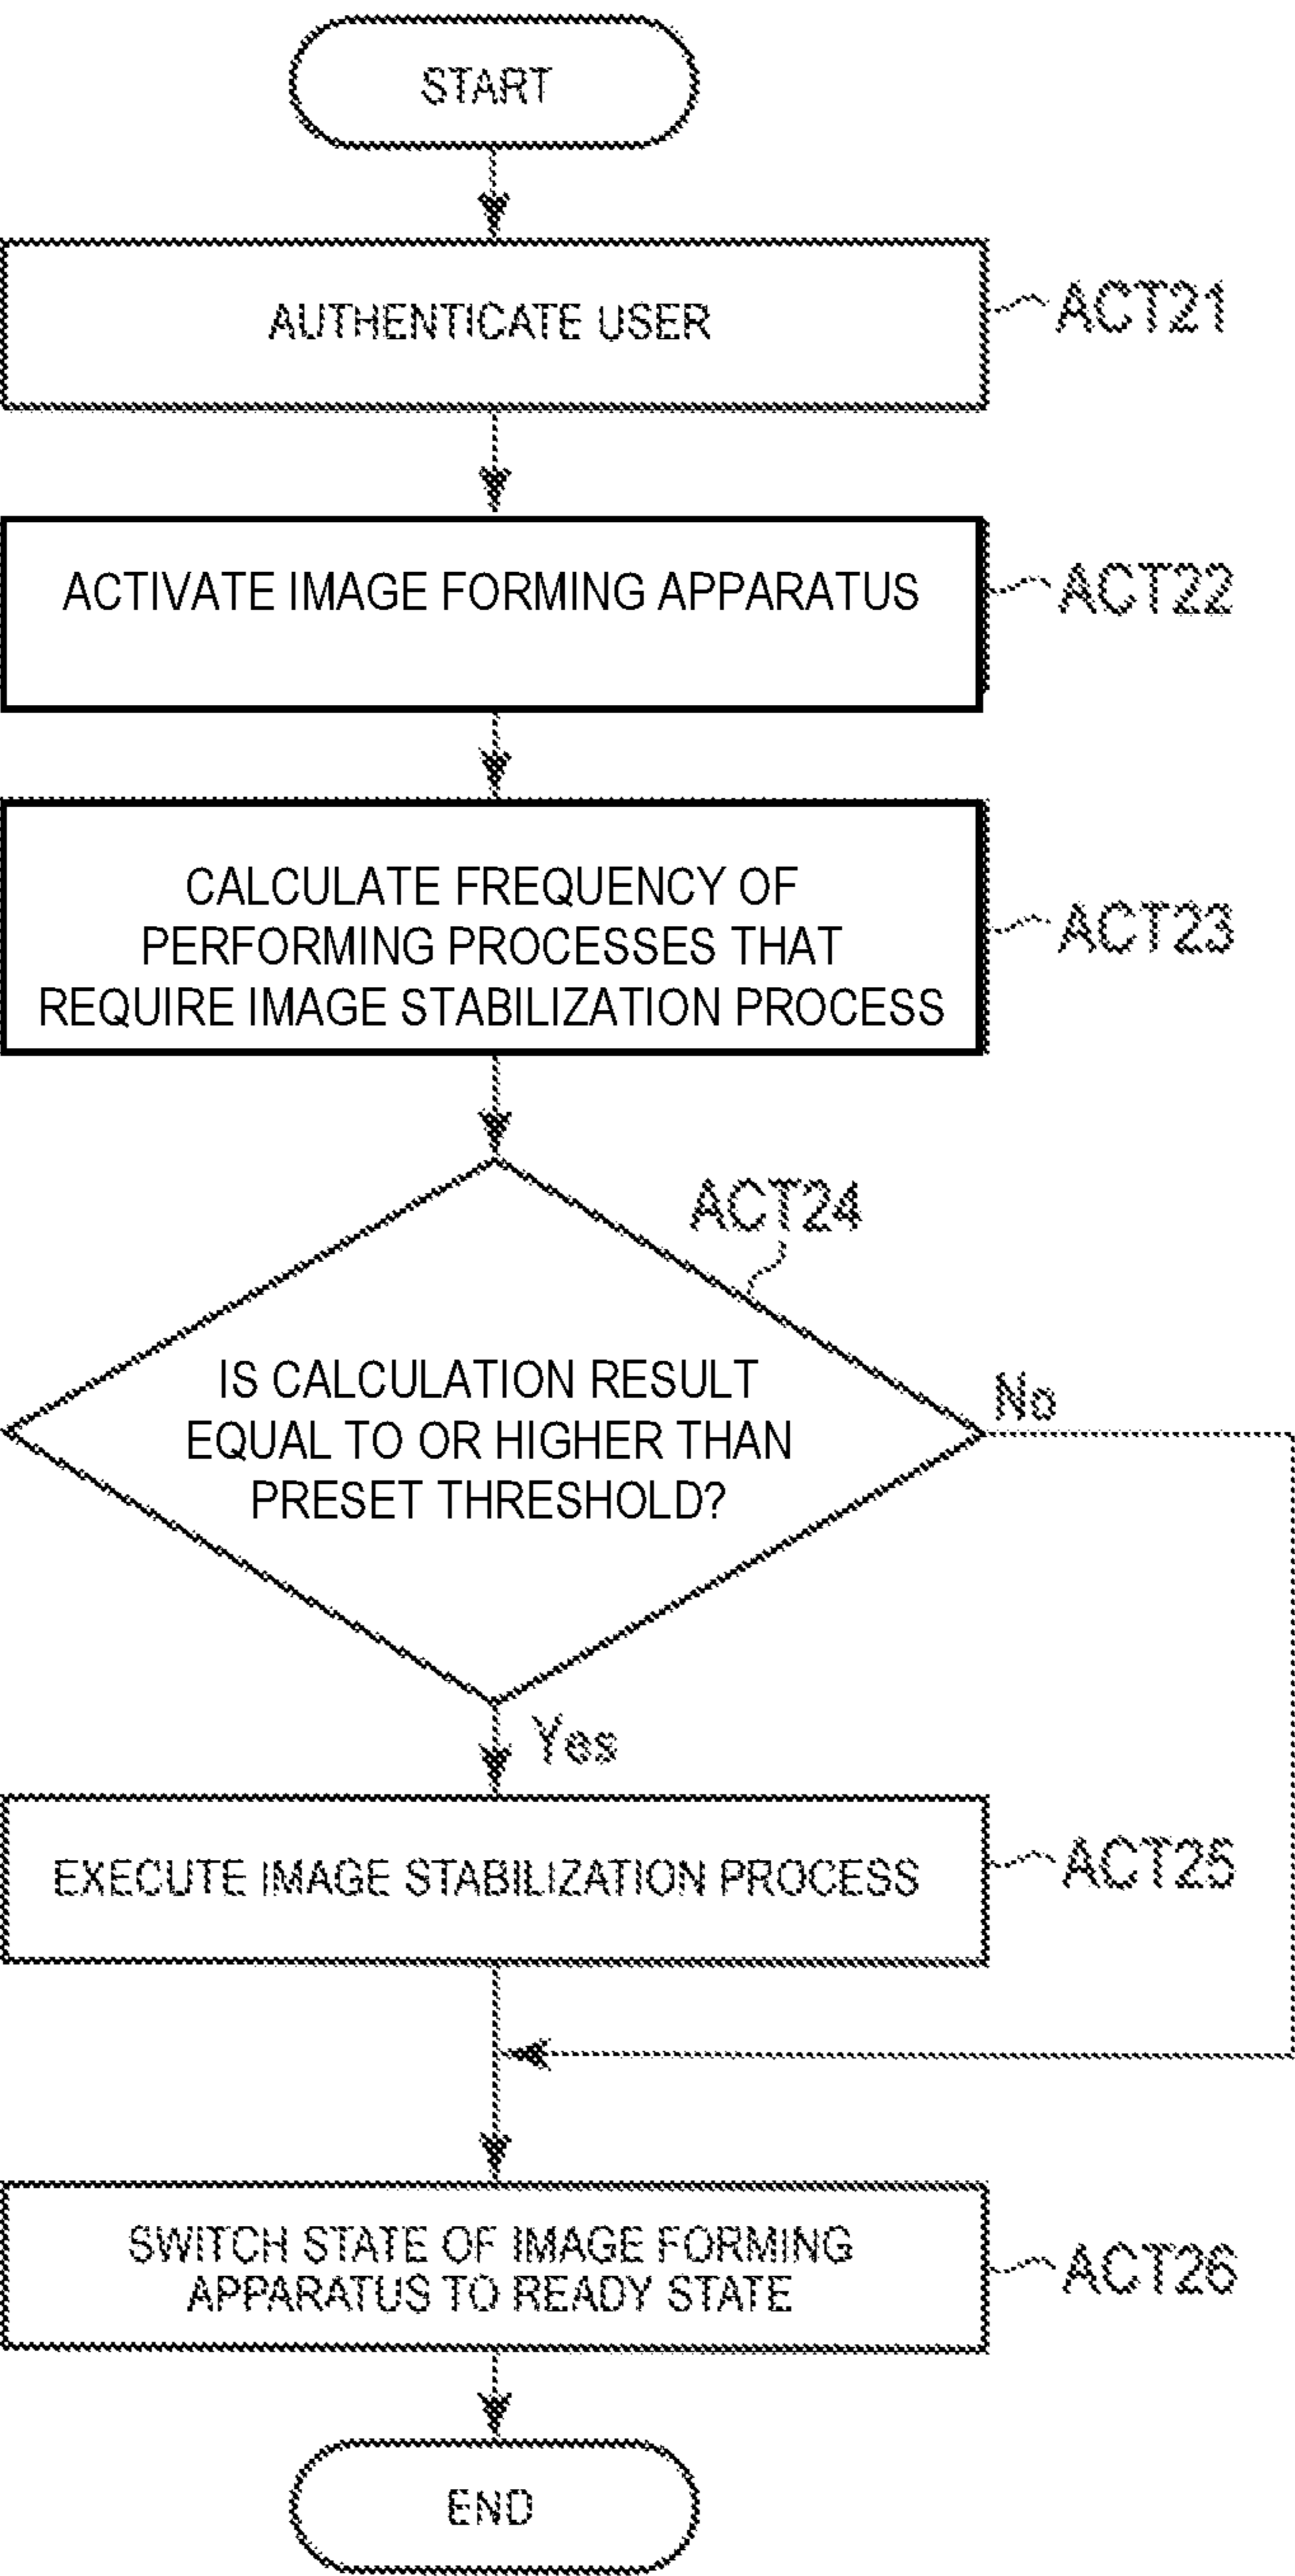 START
AUTHENTICATE USER
ACT21
ACTIVATE IMAGE FORMING APPARATUS
ACT22
CALCULATE FREQUENCY OF
PERFORMING PROCESSES THAT
REQUIRE IMAGE STABILIZATION PROCESS
ACT23
ACT24
IS CALCULATION RESULT
EQUAL TO OR HIGHER THAN
PRESET THRESHOLD?
No
Yes
EXECUTE IMAGE STABILIZATION PROCESS
ACT25
SWITCH STATE OF IMAGE FORMING
APPARATUS TO READY STATE
ACT26
END